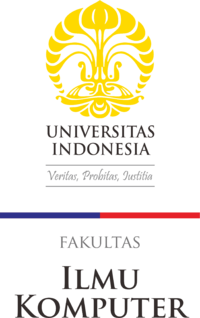 UNIVERSITAS
INDONESIA
Veritas, Probitas, Iustitia
FAKULTAS
ILMU
KOMPUTER